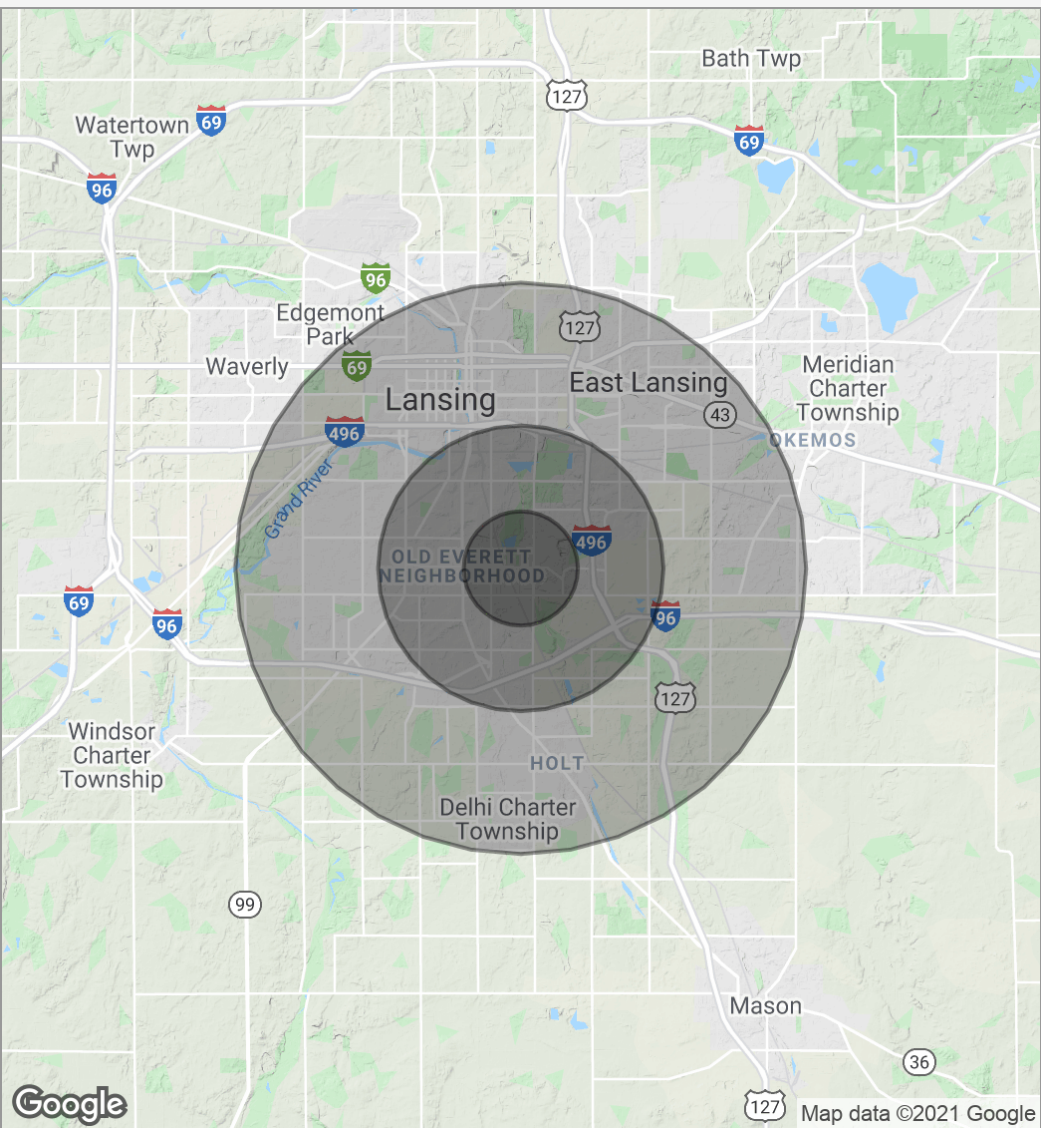 Bath Twp
127
69
Watertown
Twp
69
96
96
Edgemont
Park
127
Waverly
69
Meridian
Charter
Township
East Lansing
Lansing
43
OKEMOS
496
Grand River
496
OLD EVERETT
NEIGHBORHOOD
69
96
96
127
Windsor
Charter
Township
HOLT
Delhi Charter
Township
99
Mason
36
127
Google
Map data ©2021 Google